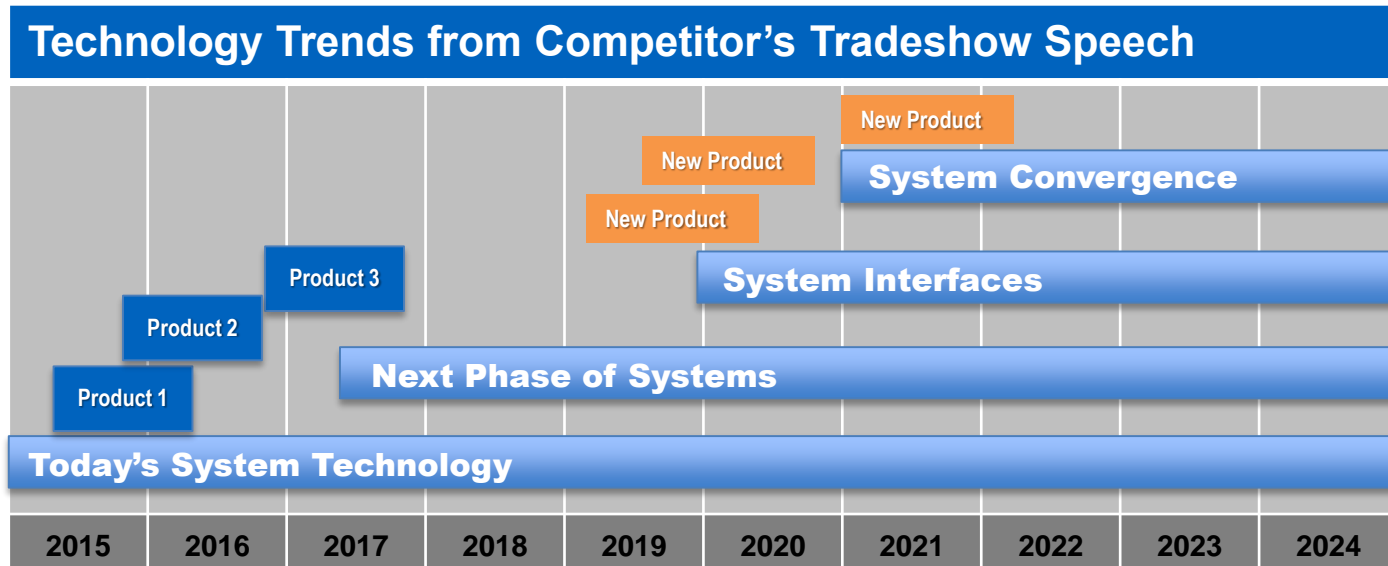 Technology Trends from Competitor’s Tradeshow Speech
New Product
New Product
System Convergence
New Product
Product 3
System Interfaces
Product 2
Next Phase of Systems
Product 1
Today’s System Technology
2015 2016 2017 2018 2019 2020 2021 2022 2023 2024